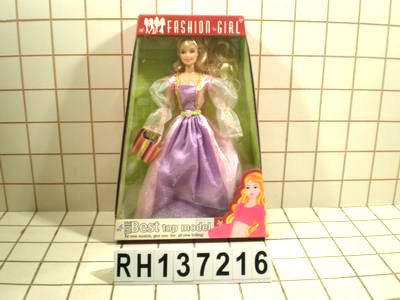 FASHION GIRL
Best top model
RH137216